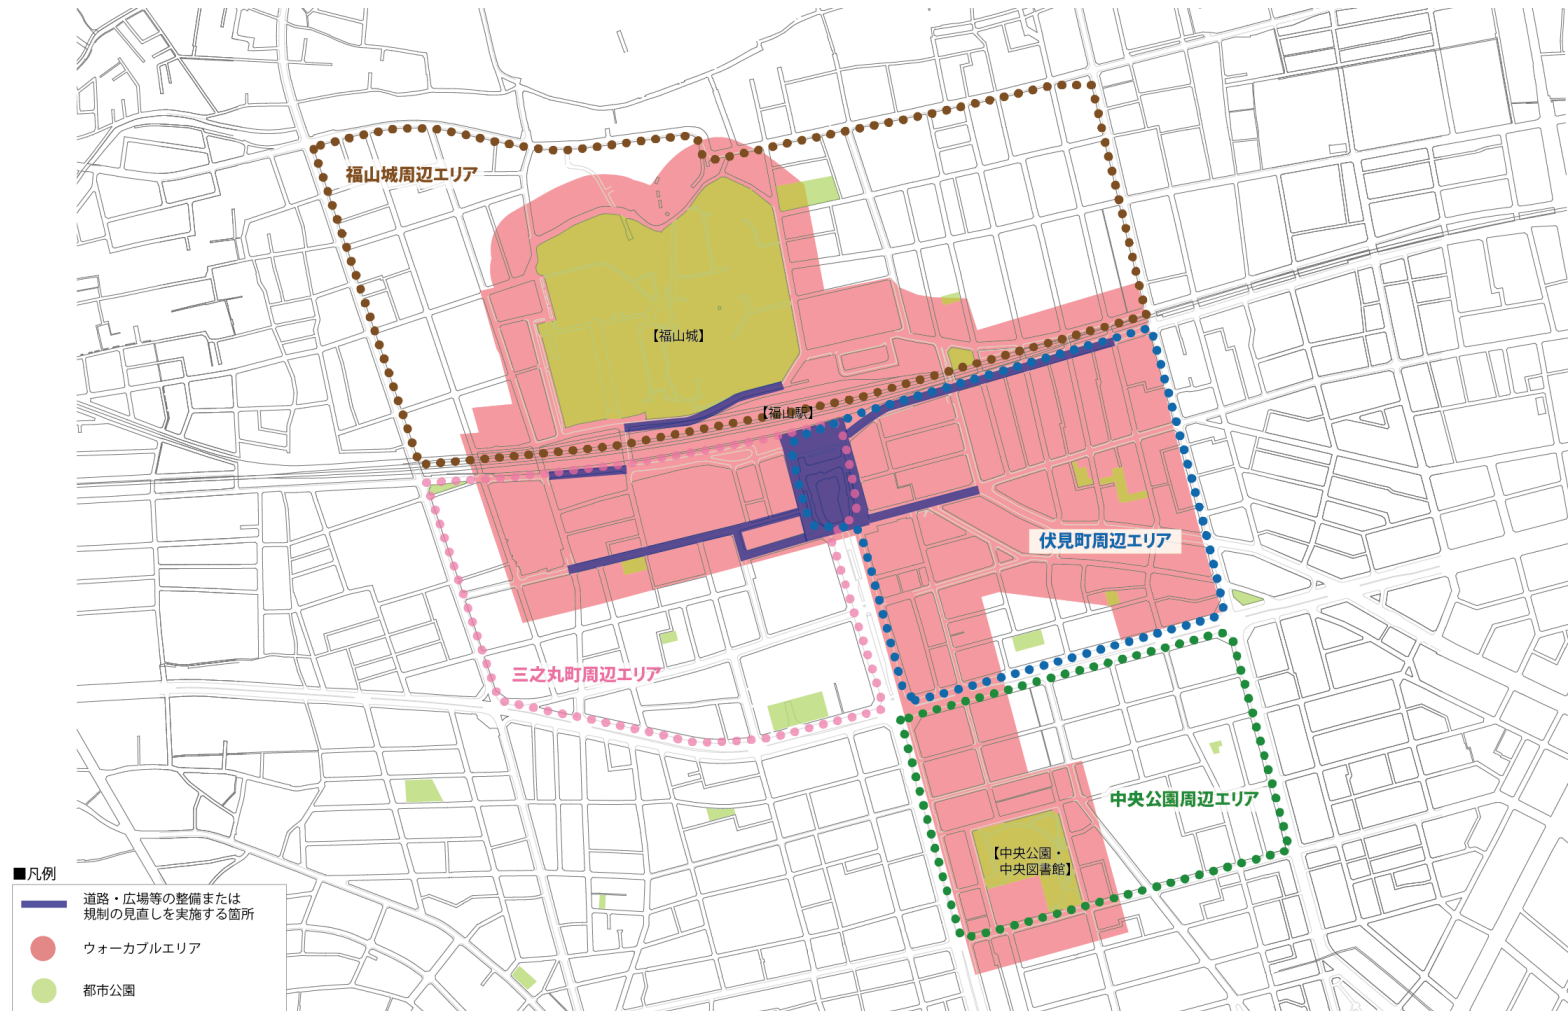 福山城周辺エリア
【福山城】
【福山駅】
伏見町周辺エリア
三之丸町周辺エリア
中央公園周辺エリア
【中央公園・
中央図書館】
■凡例
道路・広場等の整備または
規制の見直しを実施する箇所
ウォーカブルエリア
都市公園